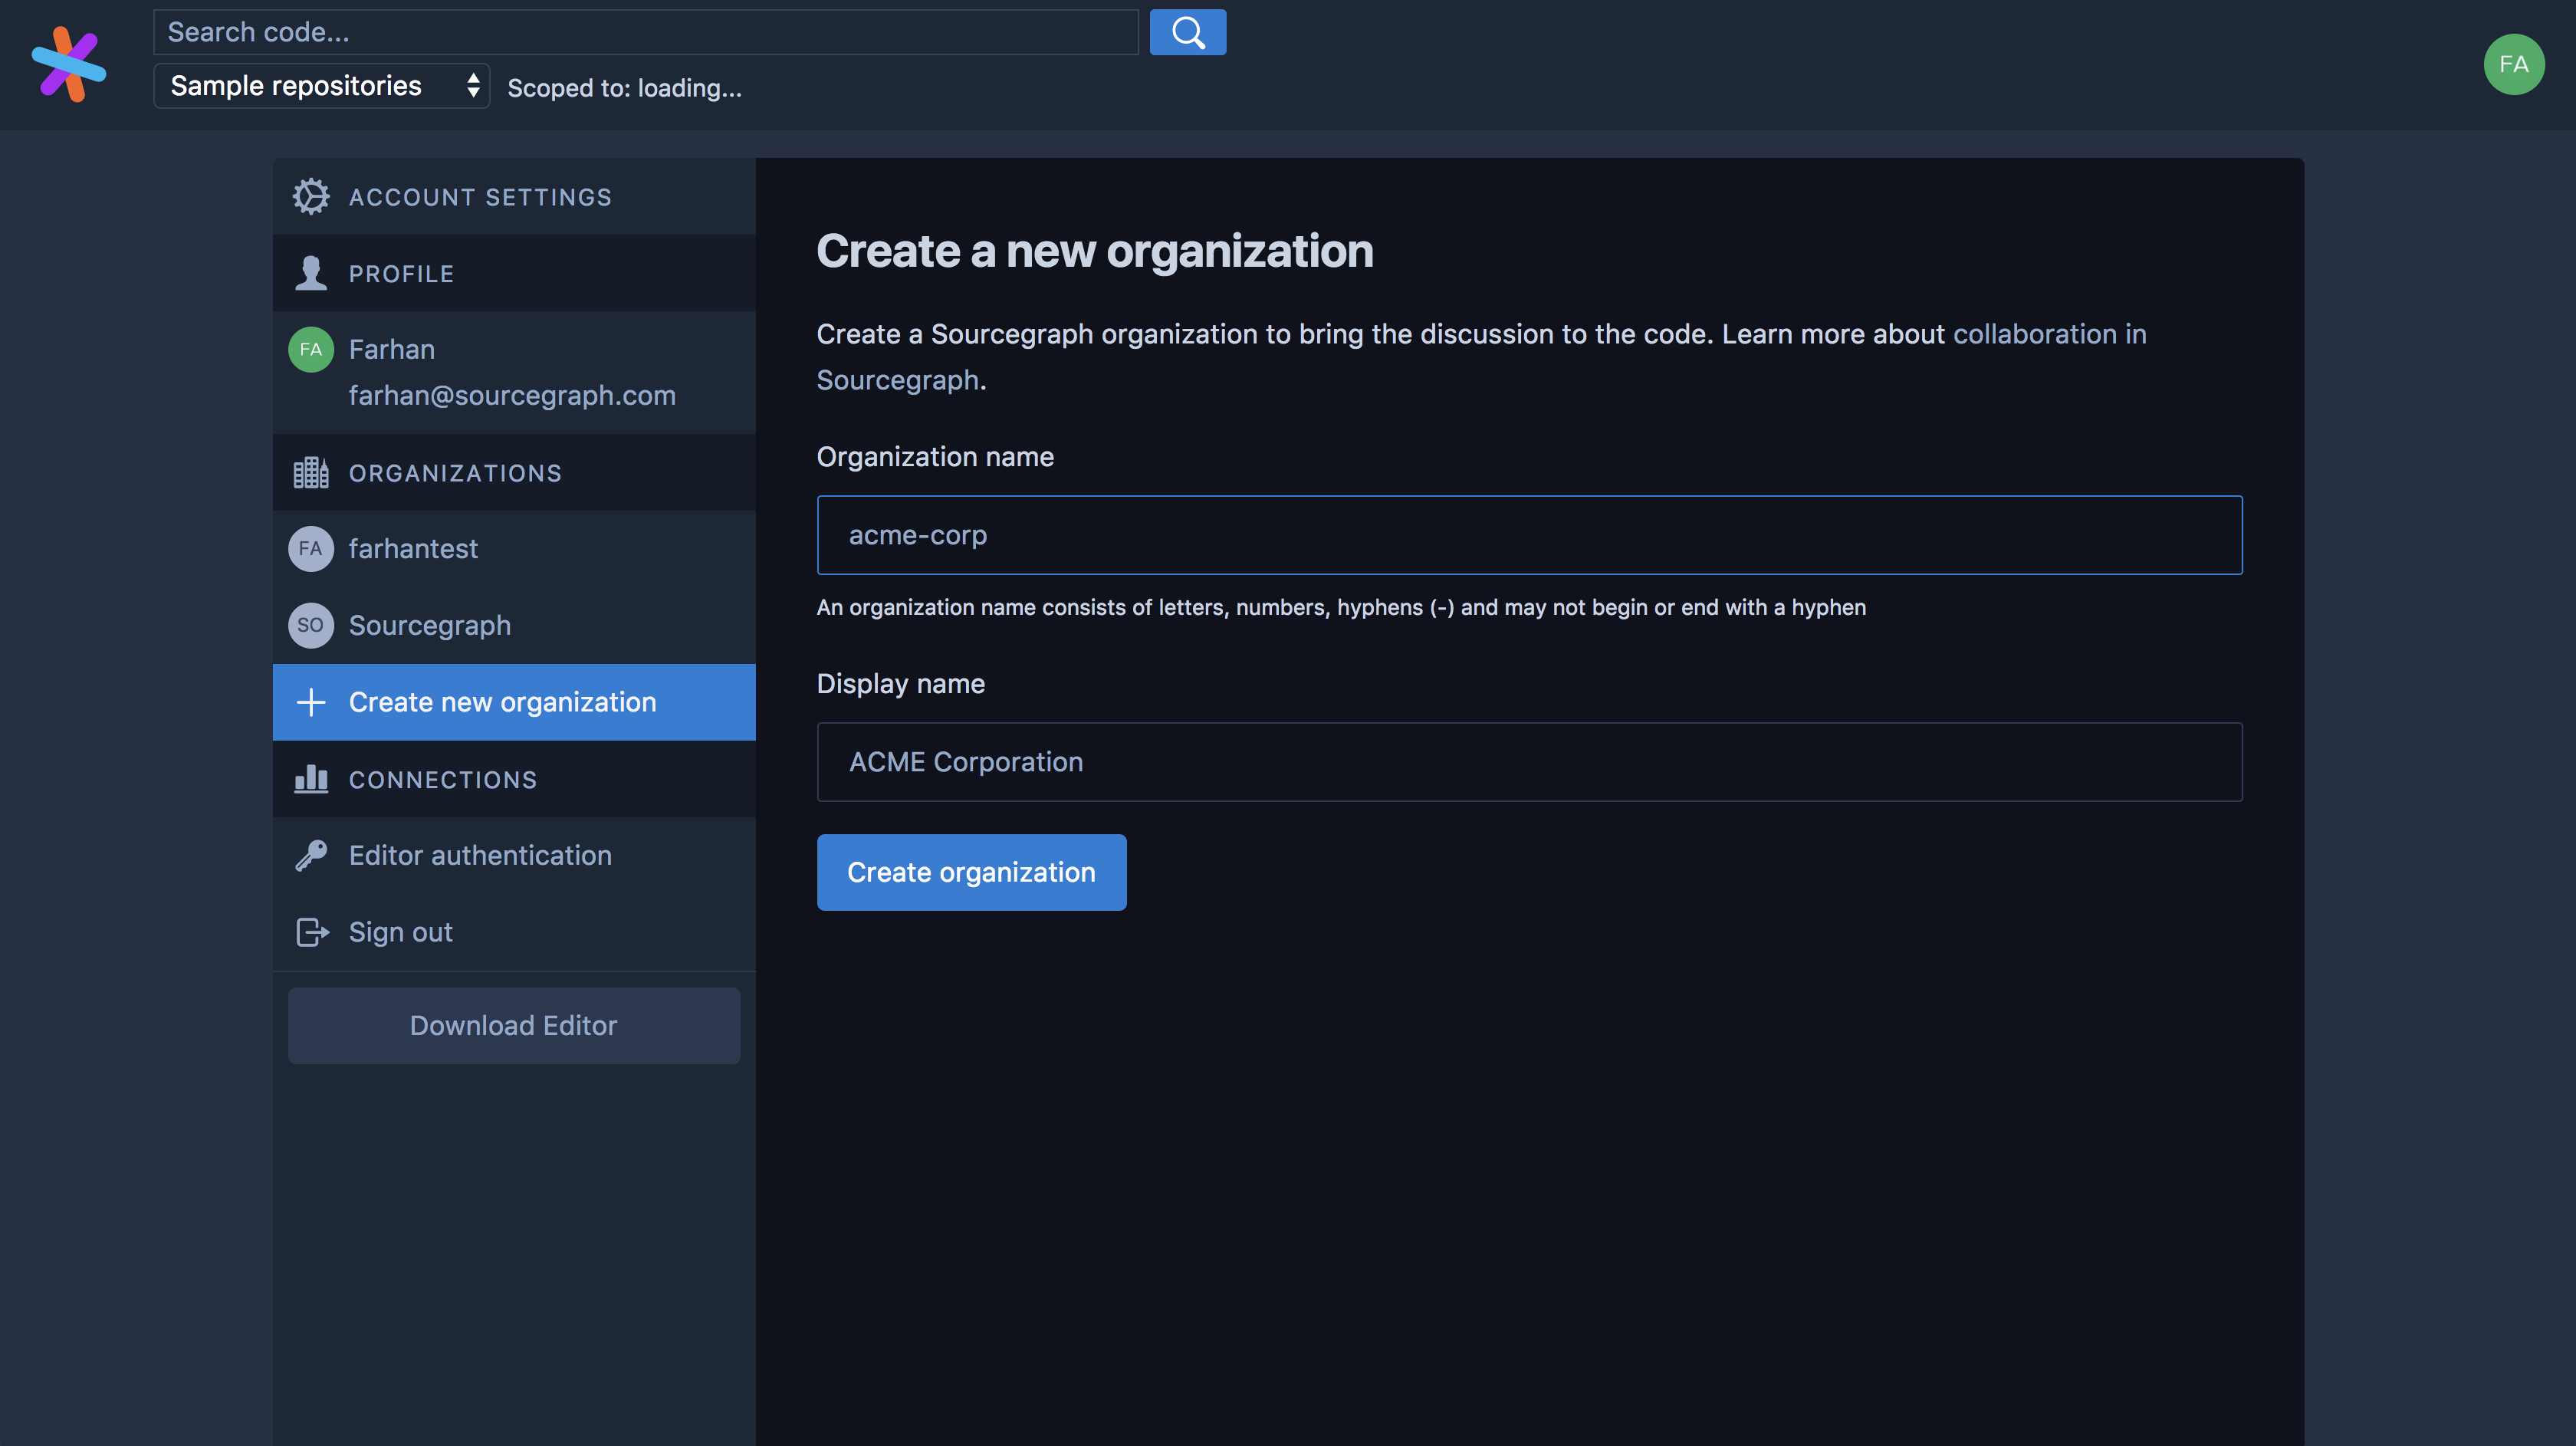 Search code...
Sample repositories
Scoped to: loading...
FA
ACCOUNT SETTINGS
PROFILE
FA
Farhan
farhan@sourcegraph.com
ORGANIZATIONS
FA
farhantest
SO
Sourcegraph
Create new organization
CONNECTIONS
Editor authentication
Sign out
Download Editor
Create a new organization
Create a Sourcegraph organization to bring the discussion to the code. Learn more about collaboration in
Sourcegraph.
Organization name
acme-corp
An organization name consists of letters, numbers, hyphens (-) and may not begin or end with a hyphen
Display name
ACME Corporation
Create organization